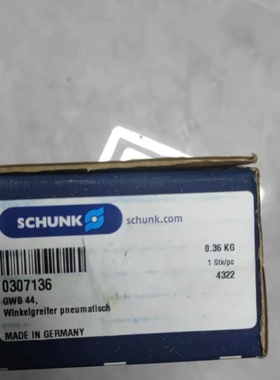 SCHUNK
schunk.com
0.36 KG
0307136
1 Stk/pc
GWB 44,
4322
Winkelgreifer pneumatisch
MADE IN GERMANY